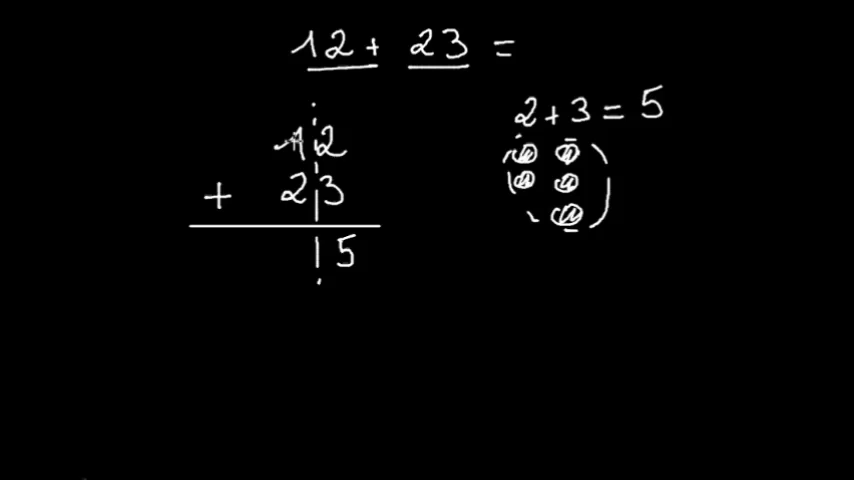 12 + 23 =
2 + 3 = 5
12
+ 23
5